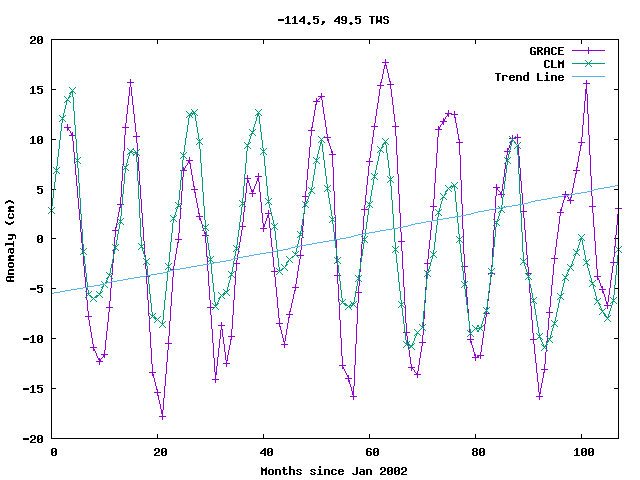 -114.5, 49.5 TWS
GRACE
CLM
Trend Line
20
15
10
5
0
-5
-10
-15
-20
Anomaly (cm)
0 20 40 60 80 100
Months since Jan 2002